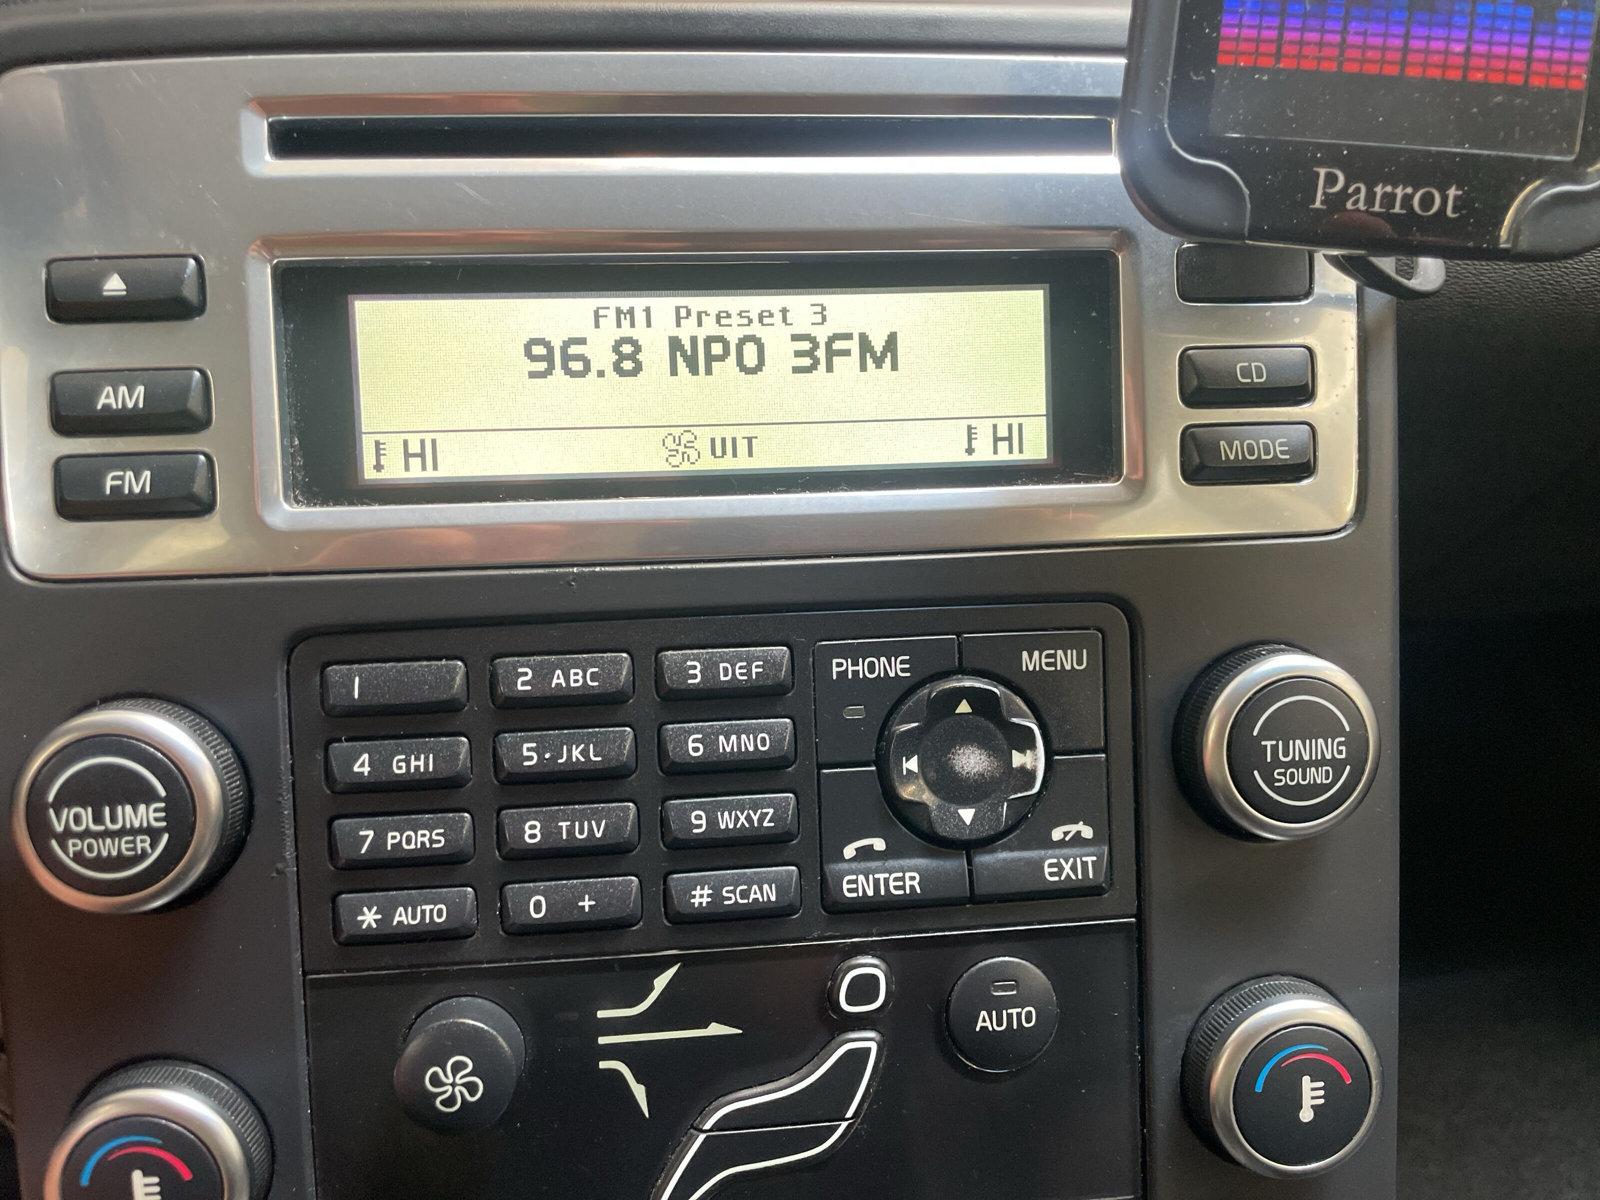 Parrot
FM1 Preset 3
96.8 NPO 3FM
HI UIT HI
AM
FM
CD
MODE
1
2 ABC
3 DEF
4 GHI
5·JKL
6 MNO
7 PQRS
8 TUV
9 WXYZ
* AUTO
0 +
# SCAN
PHONE
MENU
ENTER
EXIT
VOLUME
POWER
TUNING
SOUND
AUTO